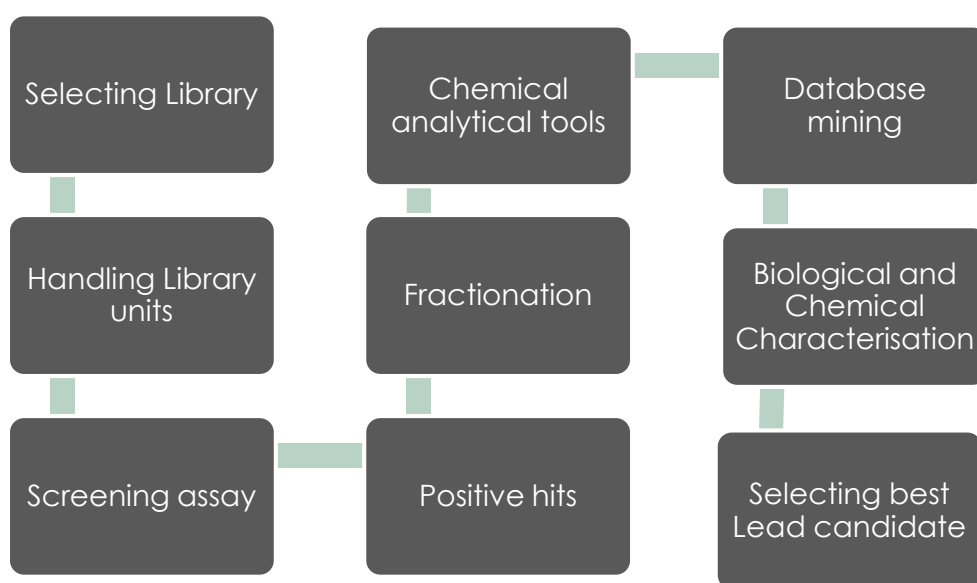 Selecting Library
Handling Library
units
Screening assay
Positive hits
Fractionation
Chemical
analytical tools
Database
mining
Biological and
Chemical
Characterisation
Selecting best
Lead candidate